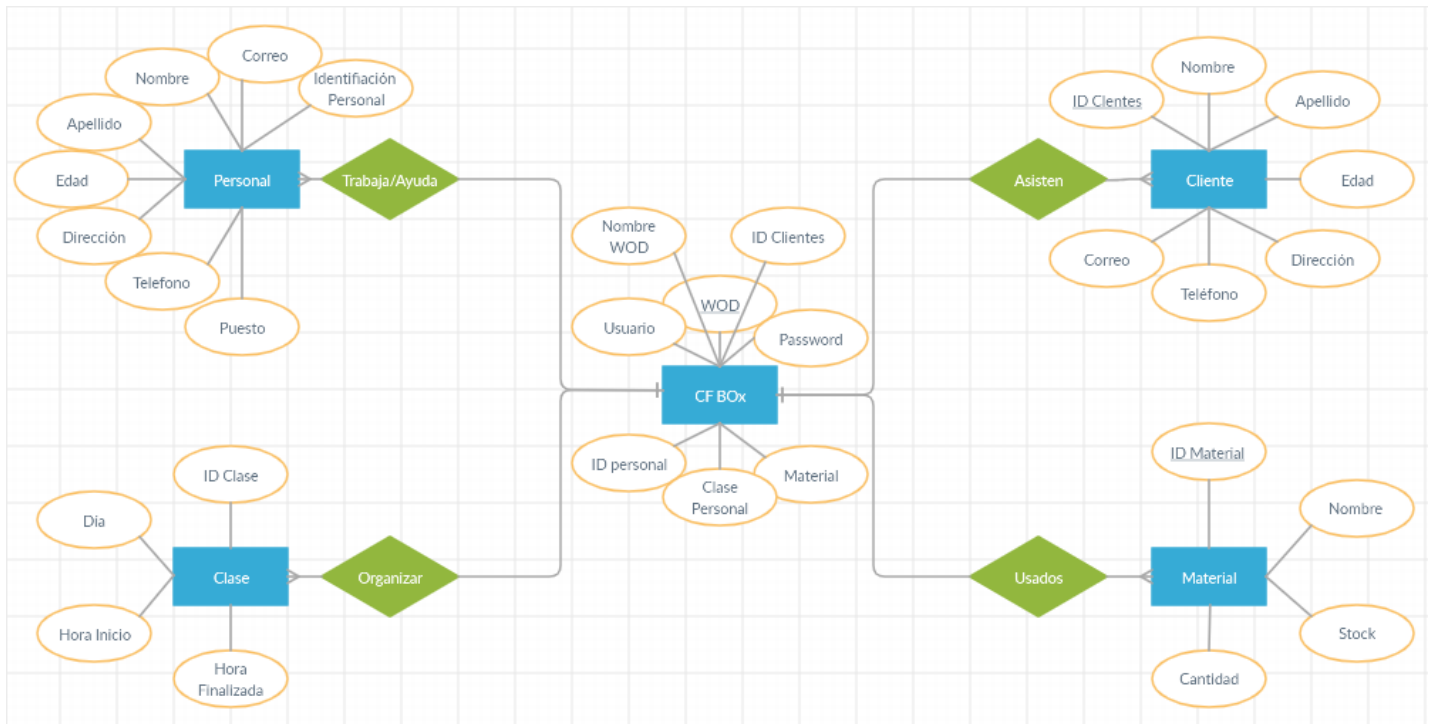 Correo
Nombre
Identifiación
Personal
Apellido
Edad
Dirección
Telefono
Puesto
Personal
Trabaja/Ayuda
Nombre
ID Clentes
Apellido
Asisten
Cliente
Edad
Correo
Dirección
Teléfono
Nombre
WOD
ID Clientes
WOD
Usuario
Password
CF BOx
ID personal
Clase
Personal
Material
ID Clase
Día
Clase
Organizar
Hora Inicio
Hora
Finalizada
ID Material
Nombre
Usados
Material
Stock
Cantidad